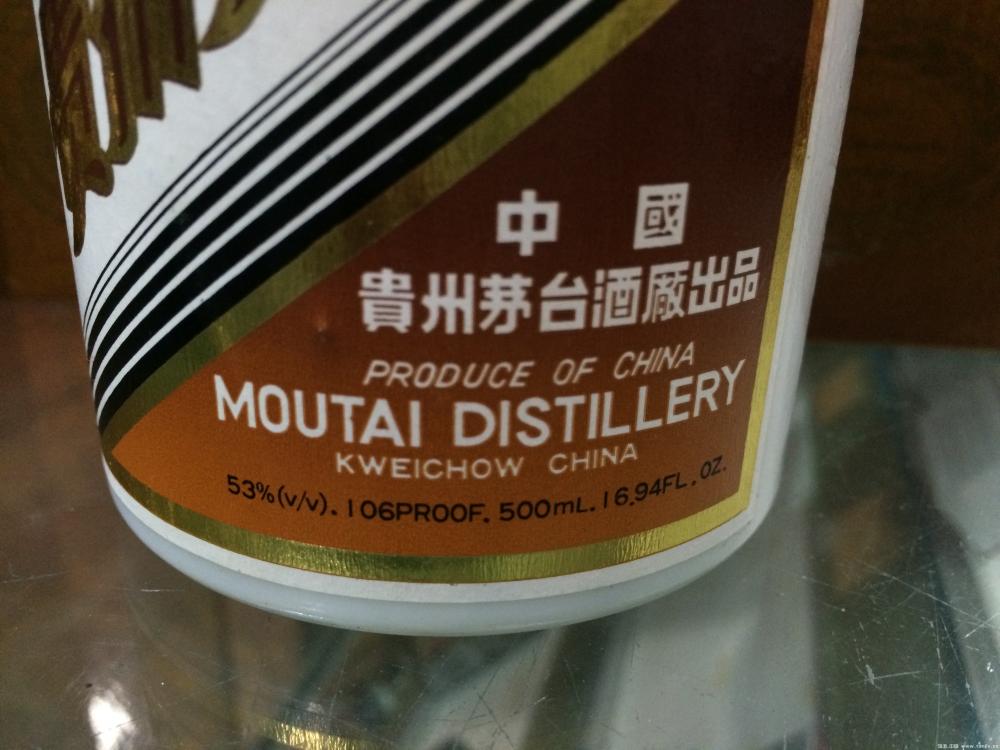 中 國
貴州茅台酒厰出品
PRODUCE OF CHINA
MOUTAI DISTILLERY
KWEICHOW CHINA
53%(v/v). 106PROOF. 500mL. 16.94FL. OZ.